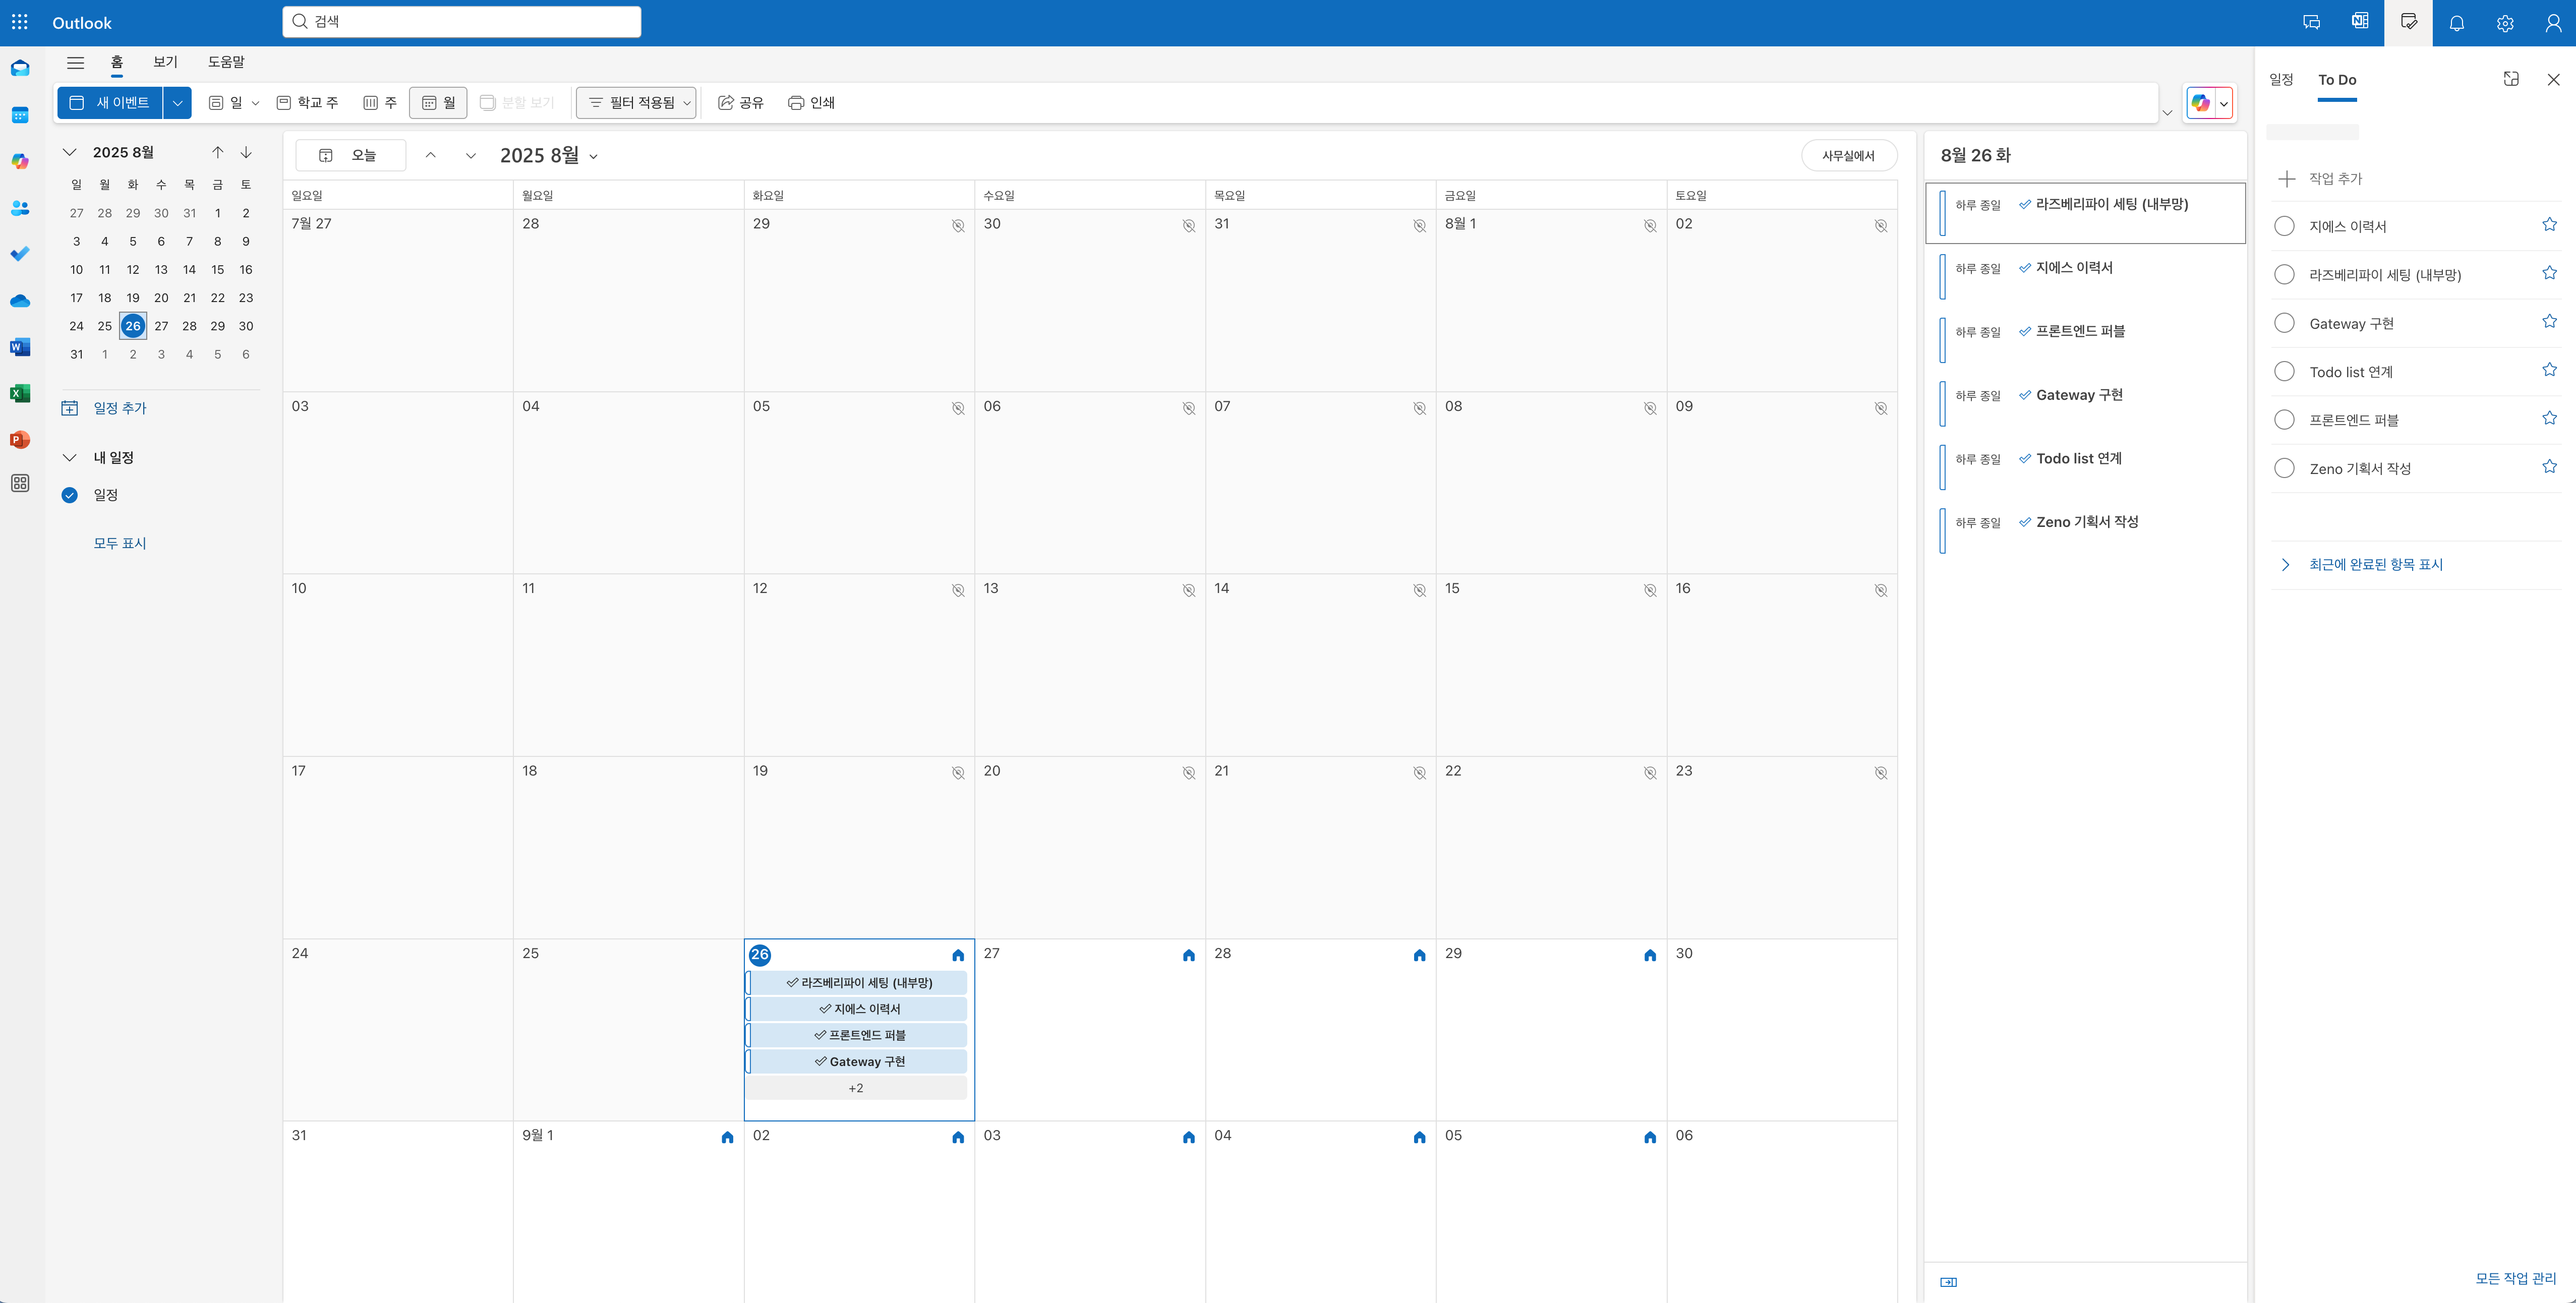 Outlook
검색
홈 보기 도움말
새 이벤트 일 학교 주 주 월 분할 보기 필터 적용됨 공유 인쇄
2025 8월
일 월 화 수 목 금 토
27 28 29 30 31 1 2
3 4 5 6 7 8 9
10 11 12 13 14 15 16
17 18 19 20 21 22 23
24 25 26 27 28 29 30
31 1 2 3 4 5 6
일정 추가
내 일정
일정
모두 표시
오늘 2025 8월 사무실에서
일요일 월요일 화요일 수요일 목요일 금요일 토요일
7월 27 28 29 30 31 8월 1 02
03 04 05 06 07 08 09
10 11 12 13 14 15 16
17 18 19 20 21 22 23
24 25 26 27 28 29 30
라즈베리파이 세팅 (내부망)
지에스 이력서
프론트엔드 퍼블
Gateway 구현
+2
31 9월 1 02 03 04 05 06
8월 26 화
하루 종일 라즈베리파이 세팅 (내부망)
하루 종일 지에스 이력서
하루 종일 프론트엔드 퍼블
하루 종일 Gateway 구현
하루 종일 Todo list 연계
하루 종일 Zeno 기획서 작성
일정 To Do
작업 추가
지에스 이력서
라즈베리파이 세팅 (내부망)
Gateway 구현
Todo list 연계
프론트엔드 퍼블
Zeno 기획서 작성
최근에 완료된 항목 표시
모든 작업 관리